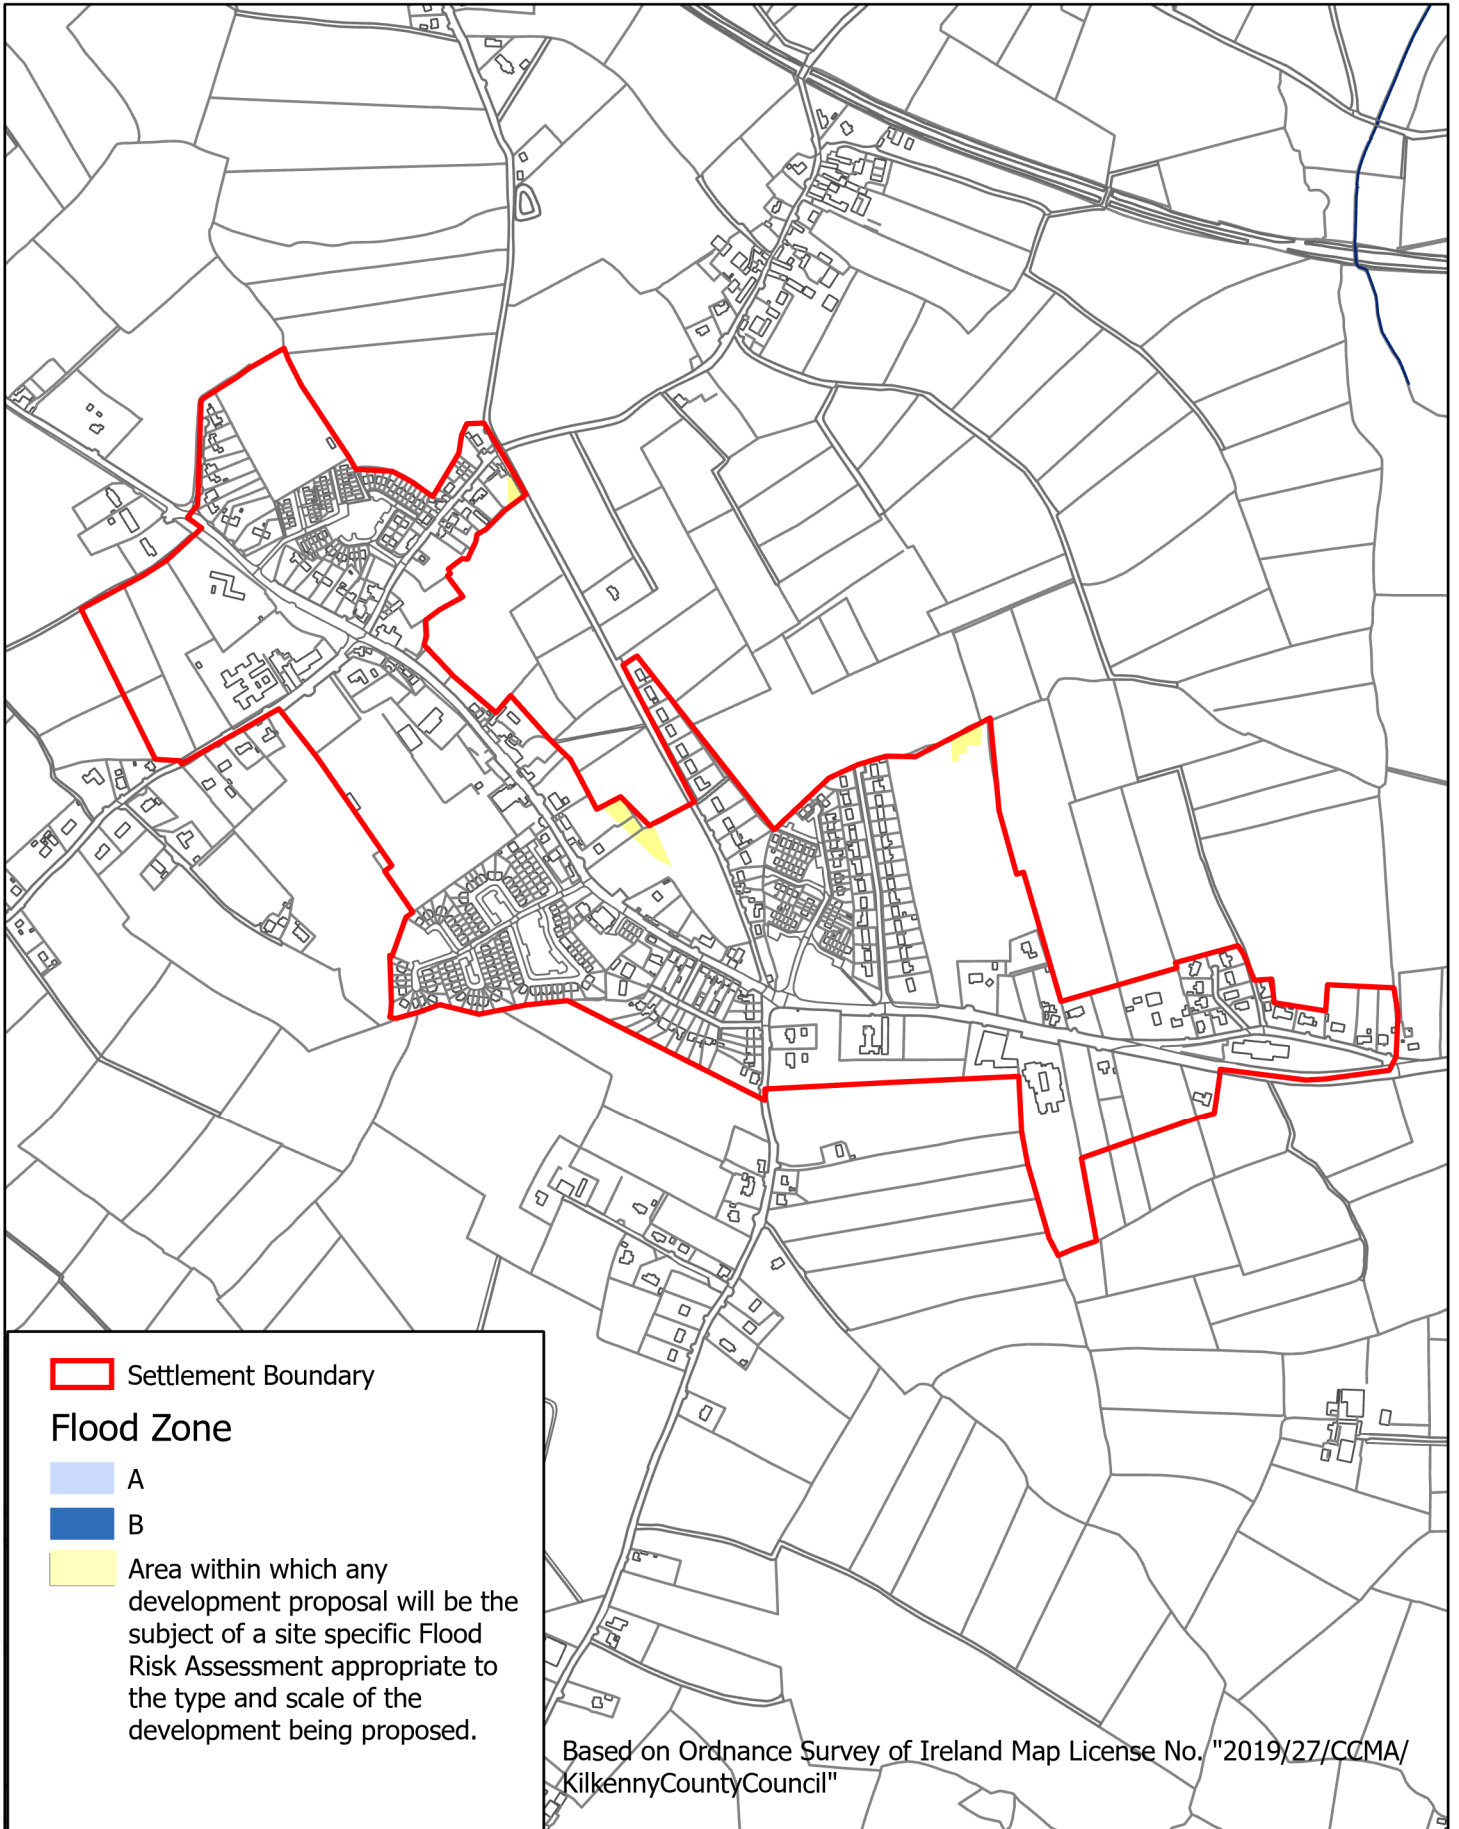 Settlement Boundary
Flood Zone
A
B
Area within which any
development proposal will be the
subject of a site specific Flood
Risk Assessment appropriate to
the type and scale of the
development being proposed.
Based on Ordnance Survey of Ireland Map License No. "2019/27/CCMA/
KilkennyCountyCouncil"